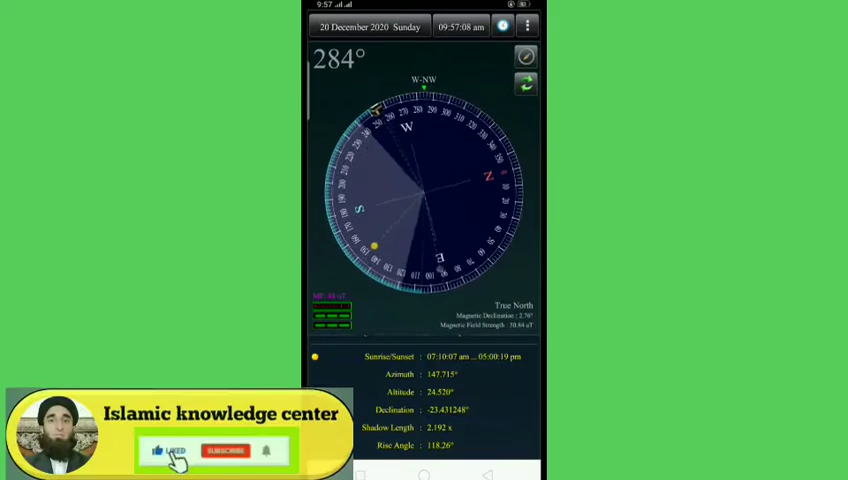 9:57
20 December 2020 Sunday
09:57:08 am
284°
W-NW
W
N
S
E
True North
Magnetic Declination : 2.76°
Magnetic Field Strength : 50.84 uT
Sunrise/Sunset : 07:10:07 am ... 05:00:19 pm
Azimuth : 147.715°
Altitude : 24.520°
Declination : -23.431248°
Shadow Length : 2.192 x
Rise Angle : 118.26°
Islamic knowledge center
LIKED
SUBSCRIBE